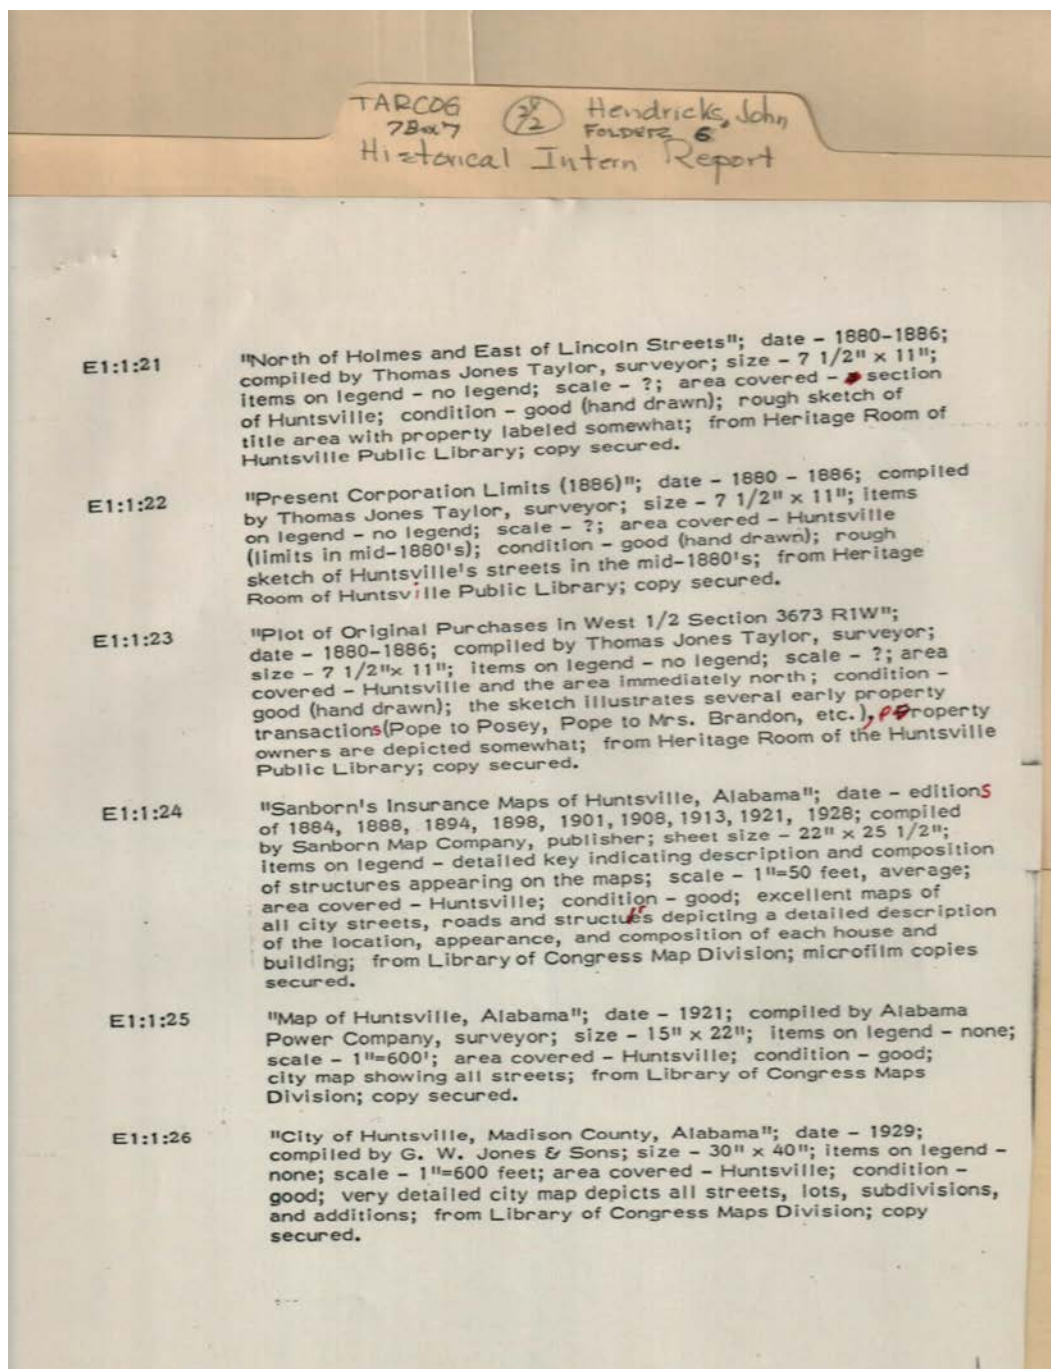 TARCOG Hendricks, John
7Box7 FOLDERZ 6
Historical Intern Report
E1:1:21 "North of Holmes and East of Lincoln Streets"; date - 1880-1886;
compiled by Thomas Jones Taylor, surveyor; size - 7 1/2" x 11";
items on legend - no legend; scale - ?; area covered - section
of Huntsville; condition - good (hand drawn); rough sketch of
title area with property labeled somewhat; from Heritage Room of
Huntsville Public Library; copy secured.
E1:1:22 "Present Corporation Limits (1886)"; date - 1880 - 1886; compiled
by Thomas Jones Taylor, surveyor; size - 7 1/2" x 11"; items
on legend - no legend; scale - ?; area covered - Huntsville
(limits in mid-1880's); condition - good (hand drawn); rough
sketch of Huntsville's streets in the mid-1880's; from Heritage
Room of Huntsville Public Library; copy secured.
E1:1:23 "Plot of Original Purchases in West 1/2 Section 3673 R1W";
date - 1880-1886; compiled by Thomas Jones Taylor, surveyor;
size - 7 1/2"x 11"; items on legend - no legend; scale - ?; area
covered - Huntsville and the area immediately north; condition -
good (hand drawn); the sketch illustrates several early property
transactions(Pope to Posey, Pope to Mrs. Brandon, etc.), property
owners are depicted somewhat; from Heritage Room of the Huntsville
Public Library; copy secured.
E1:1:24 "Sanborn's Insurance Maps of Huntsville, Alabama"; date - editions
of 1884, 1888, 1894, 1898, 1901, 1908, 1913, 1921, 1928; compiled
by Sanborn Map Company, publisher; sheet size - 22" x 25 1/2";
items on legend - detailed key indicating description and composition
of structures appearing on the maps; scale - 1"=50 feet, average;
area covered - Huntsville; condition - good; excellent maps of
all city streets, roads and structures depicting a detailed description
of the location, appearance, and composition of each house and
building; from Library of Congress Map Division; microfilm copies
secured.
E1:1:25 "Map of Huntsville, Alabama"; date - 1921; compiled by Alabama
Power Company, surveyor; size - 15" x 22"; items on legend - none;
scale - 1"=600'; area covered - Huntsville; condition - good;
city map showing all streets; from Library of Congress Maps
Division; copy secured.
E1:1:26 "City of Huntsville, Madison County, Alabama"; date - 1929;
compiled by G. W. Jones & Sons; size - 30" x 40"; items on legend -
none; scale - 1"=600 feet; area covered - Huntsville; condition -
good; very detailed city map depicts all streets, lots, subdivisions,
and additions; from Library of Congress Maps Division; copy
secured.